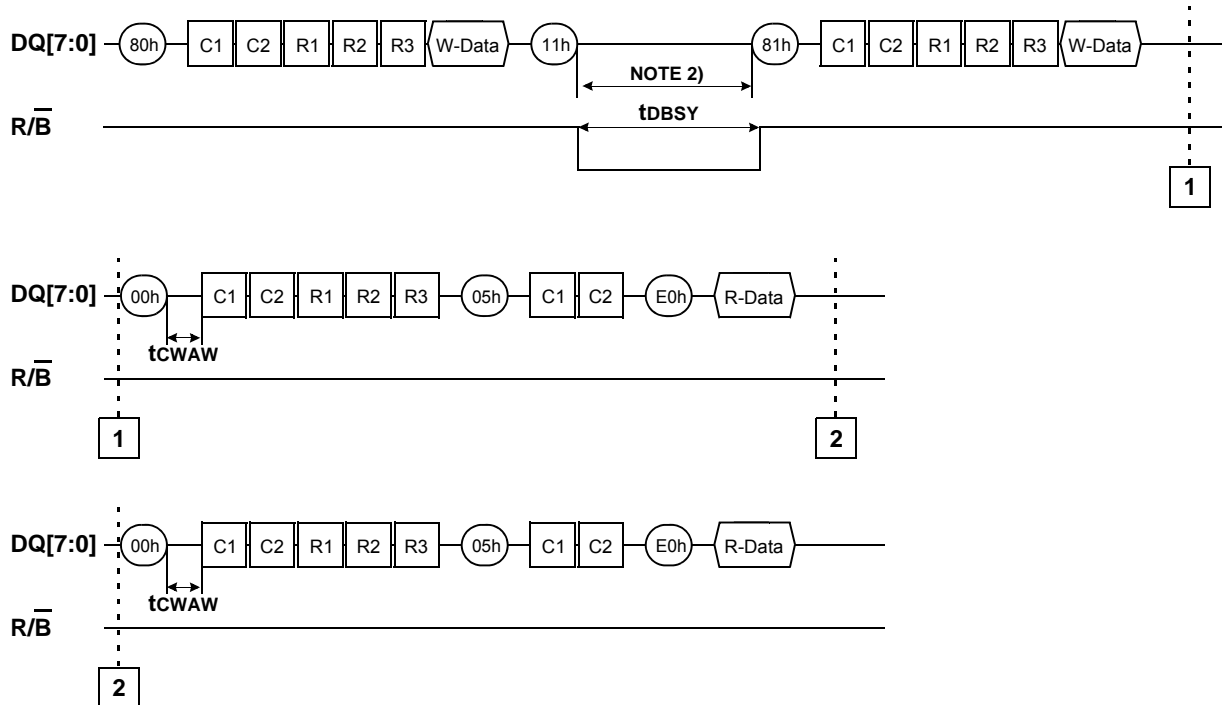 DQ[7:0] 80h C1 C2 R1 R2 R3 W-Data 11h 81h C1 C2 R1 R2 R3 W-Data
NOTE 2)
tDBSY
R/B̅
1
DQ[7:0] 00h C1 C2 R1 R2 R3 05h C1 C2 E0h R-Data
tCWAW
R/B̅
1 2
DQ[7:0] 00h C1 C2 R1 R2 R3 05h C1 C2 E0h R-Data
tCWAW
R/B̅
2